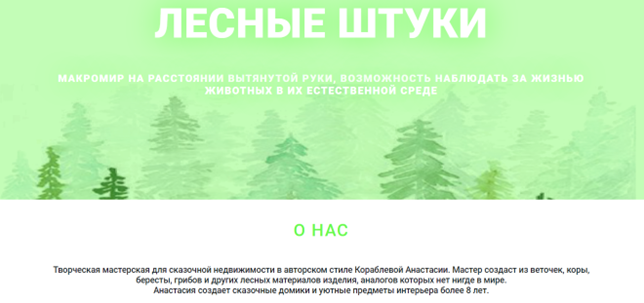 ЛЕСНЫЕ ШТУКИ
МАКРОМИР НА РАССТОЯНИИ ВЫТЯНУТОЙ РУКИ, ВОЗМОЖНОСТЬ НАБЛЮДАТЬ ЗА ЖИЗНЬЮ
ЖИВОТНЫХ В ИХ ЕСТЕСТВЕННОЙ СРЕДЕ
О НАС
Творческая мастерская для сказочной недвижимости в авторском стиле Кораблевой Анастасии. Мастер создаст из веточек, коры,
бересты, грибов и других лесных материалов изделия, аналогов которых нет нигде в мире.
Анастасия создает сказочные домики и уютные предметы интерьера более 8 лет.